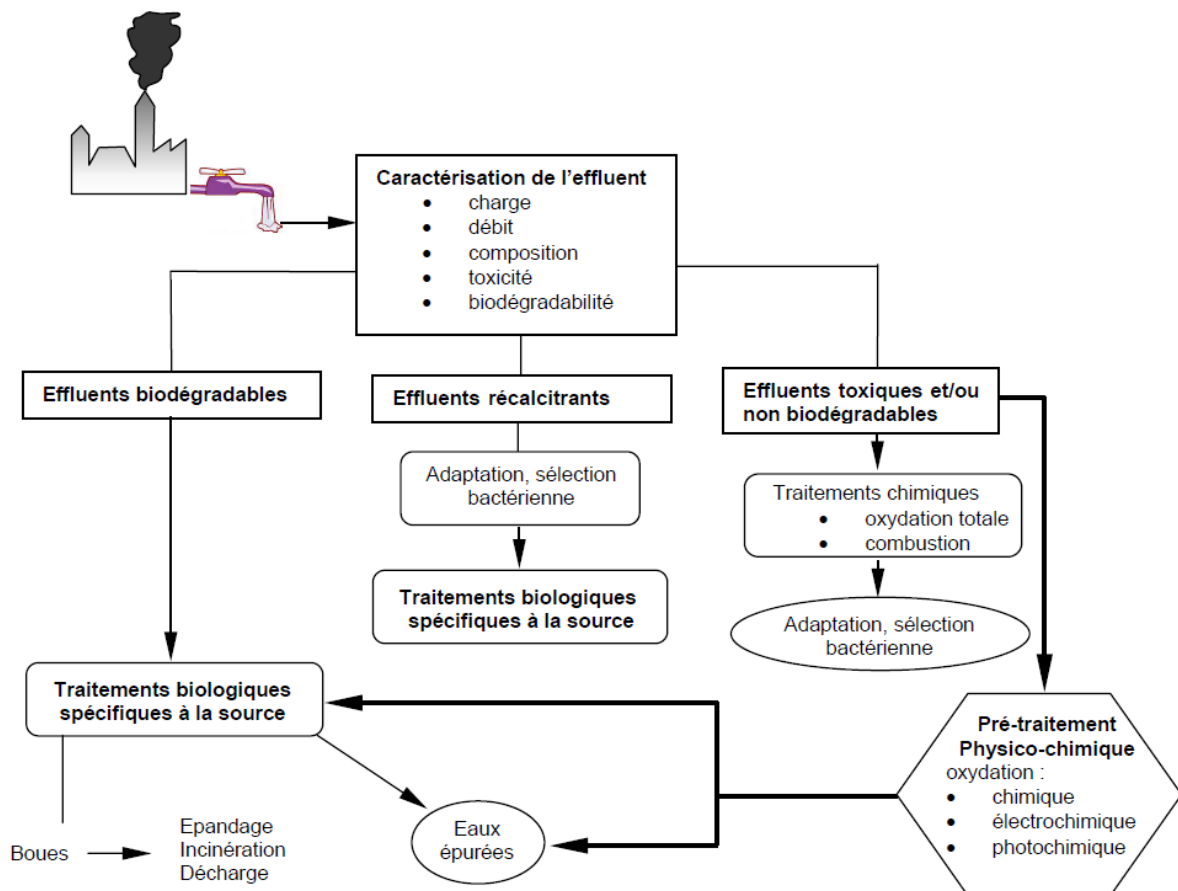 Caractérisation de l'effluent
• charge
• débit
• composition
• toxicité
• biodégradabilité
Effluents biodégradables
Effluents récalcitrants
Effluents toxiques et/ou
non biodégradables
Adaptation, sélection
bactérienne
Traitements chimiques
• oxydation totale
• combustion
Traitements biologiques
spécifiques à la source
Adaptation, sélection
bactérienne
Traitements biologiques
spécifiques à la source
Pré-traitement
Physico-chimique
oxydation :
• chimique
• électrochimique
• photochimique
Eaux
épurées
Boues
Epandage
Incinération
Décharge